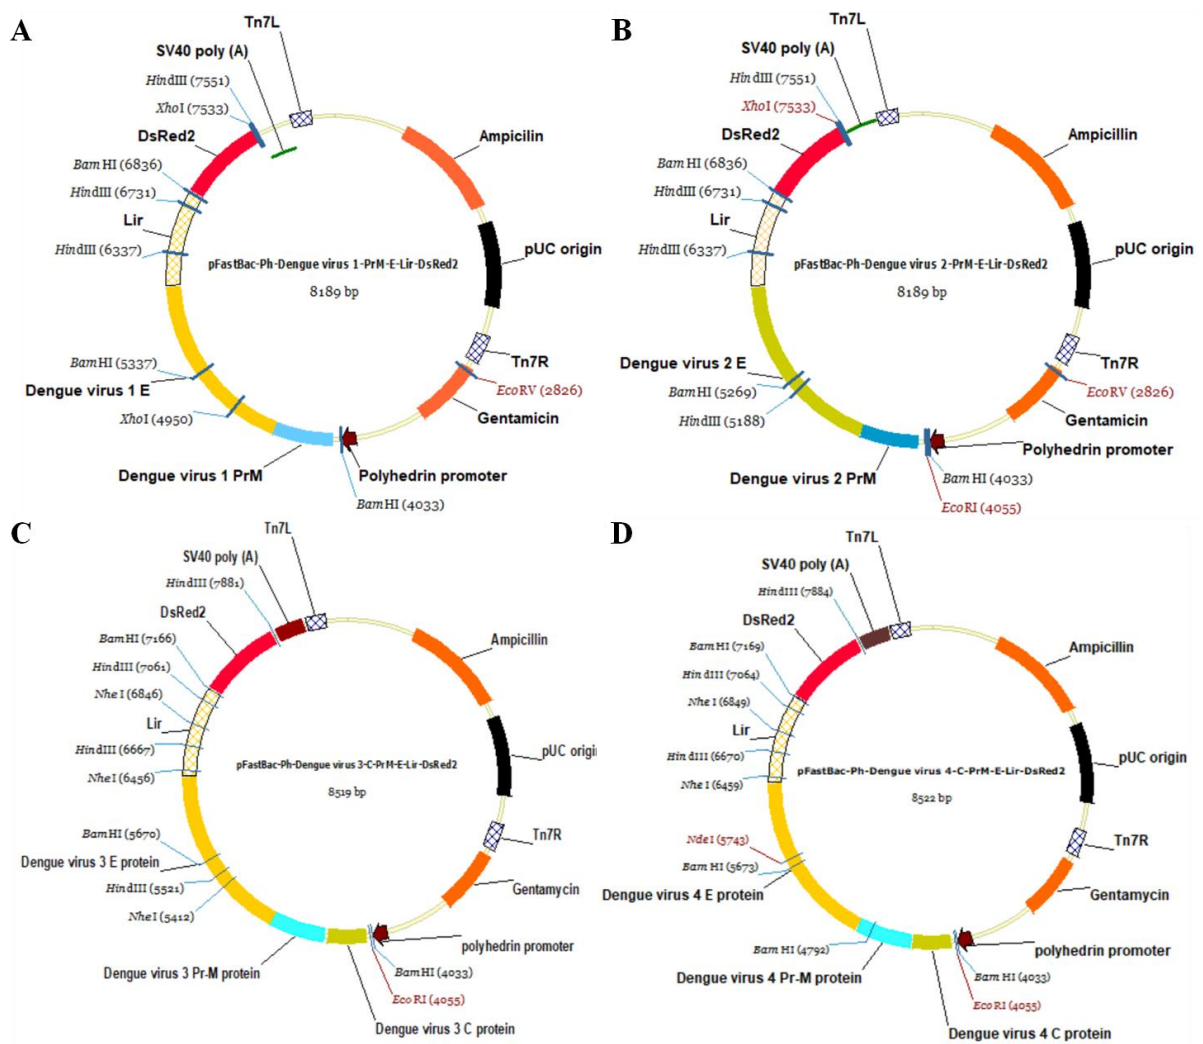 A
Tn7L
SV40 poly (A)
HindIII (7551)
XhoI (7533)
DsRed2
BamHI (6836)
HindIII (6731)
Lir
HindIII (6337)
BamHI (5337)
Dengue virus 1 E
XhoI (4950)
Dengue virus 1 PrM
Ampicilin
pUC origin
Tn7R
EcoRV (2826)
Gentamicin
Polyhedrin promoter
BamHI (4033)
pFastBac-Ph-Dengue virus 1-PrM-E-Lir-DsRed2
8189 bp
B
Tn7L
SV40 poly (A)
HindIII (7551)
XhoI (7533)
DsRed2
BamHI (6836)
HindIII (6731)
Lir
HindIII (6337)
Dengue virus 2 E
BamHI (5269)
HindIII (5188)
Dengue virus 2 PrM
Ampicillin
pUC origin
Tn7R
EcoRV (2826)
Gentamicin
Polyhedrin promoter
BamHI (4033)
EcoRI (4055)
pFastBac-Ph-Dengue virus 2-PrM-E-Lir-DsRed2
8189 bp
C
Tn7L
SV40 poly (A)
HindIII (7881)
DsRed2
BamHI (7166)
HindIII (7061)
NheI (6846)
Lir
HindIII (6667)
NheI (6456)
BamHI (5670)
Dengue virus 3 E protein
HindIII (5521)
NheI (5412)
Dengue virus 3 Pr-M protein
Ampicillin
pUC origi
Tn7R
Gentamycin
polyhedrin promoter
BamHI (4033)
EcoRI (4055)
Dengue virus 3 C protein
pFastBac-Ph-Dengue virus 3-C-PrM-E-Lir-DsRed2
8519 bp
D
Tn7L
SV40 poly (A)
HindIII (7884)
DsRed2
BamHI (7169)
HindIII (7064)
NheI (6849)
Lir
HindIII (6670)
NheI (6459)
NdeI (5743)
BamHI (5673)
Dengue virus 4 E protein
BamHI (4792)
Dengue virus 4 Pr-M protein
Ampicillin
pUC origin
Tn7R
Gentamycin
polyhedrin promoter
BamHI (4033)
EcoRI (4055)
Dengue virus 4 C protein
pFastBac-Ph-Dengue virus 4-C-PrM-E-Lir-DsRed2
8522 bp